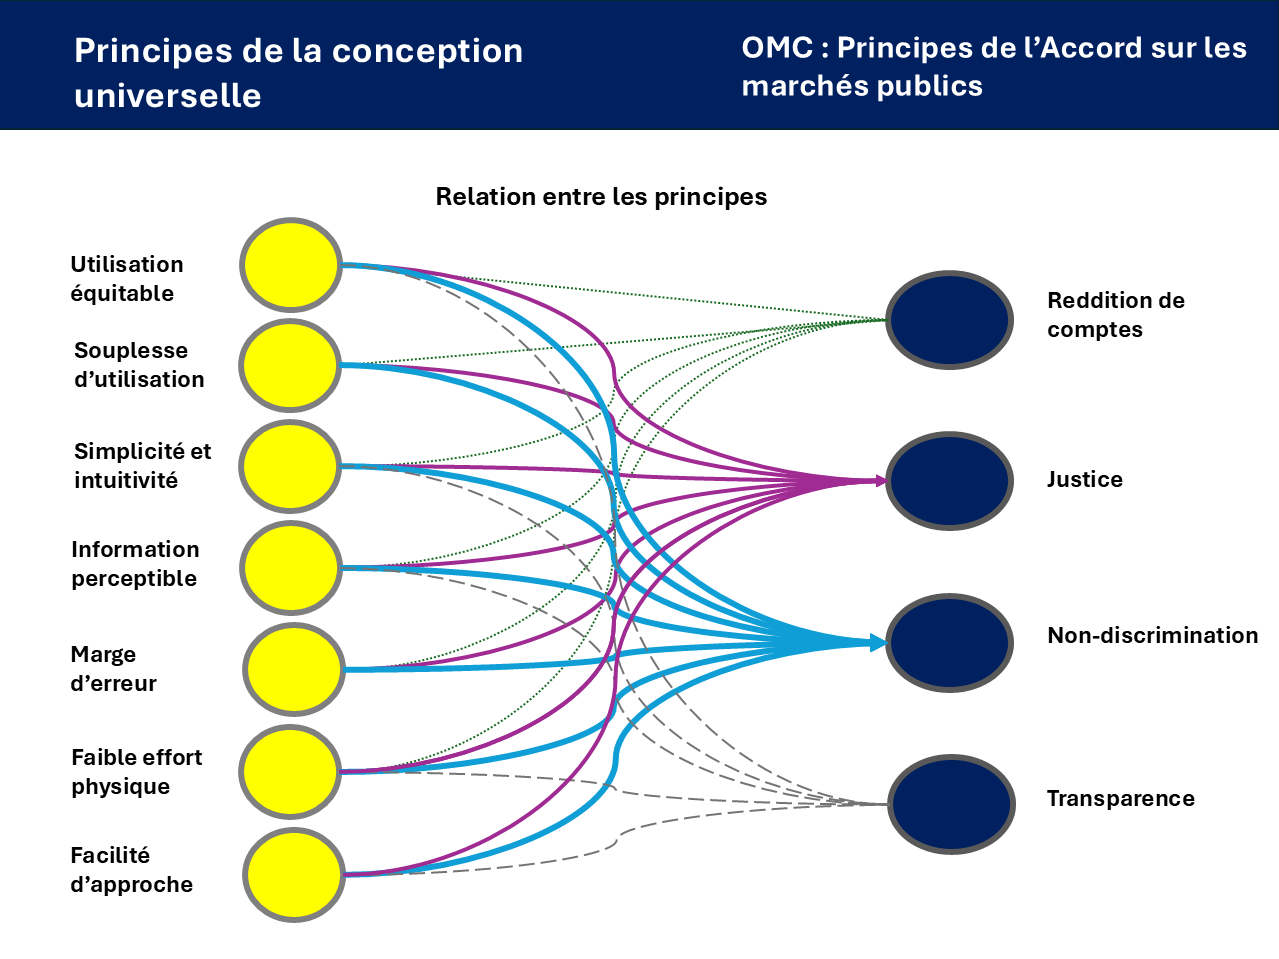 Principes de la conception
universelle
OMC : Principes de l’Accord sur les
marchés publics
Relation entre les principes
Utilisation
équitable
Souplesse
d’utilisation
Simplicité et
intuitivité
Information
perceptible
Marge
d’erreur
Faible effort
physique
Facilité
d’approche
Reddition de
comptes
Justice
Non-discrimination
Transparence